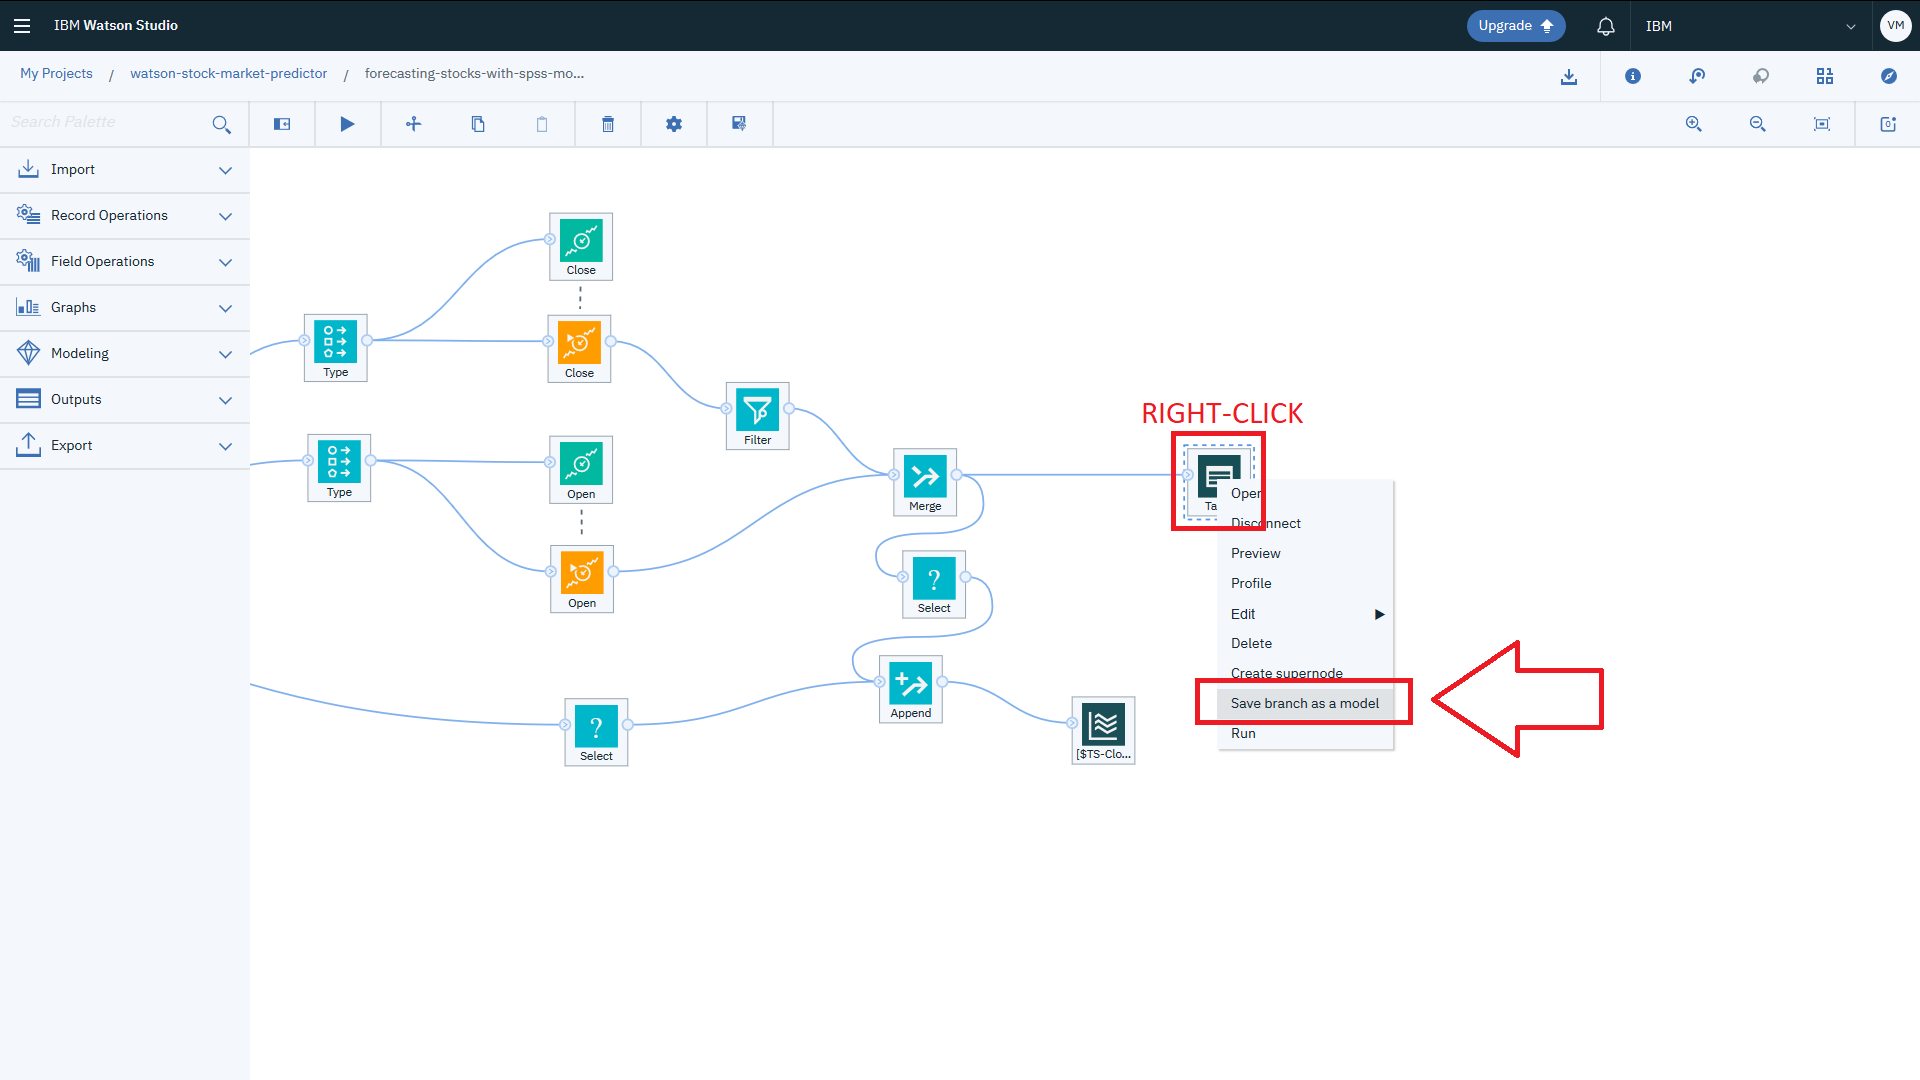 IBM Watson Studio
Upgrade
IBM
VM
My Projects / watson-stock-market-predictor / forecasting-stocks-with-spss-mo...
Search Palette
Import
Record Operations
Field Operations
Graphs
Modeling
Outputs
Export
Close
Type
Close
Filter
RIGHT-CLICK
Type
Open
Merge
Ta
Open
Select
Append
Select
[$TS-Clo...
Open
Disconnect
Preview
Profile
Edit
Delete
Create supernode
Save branch as a model
Run